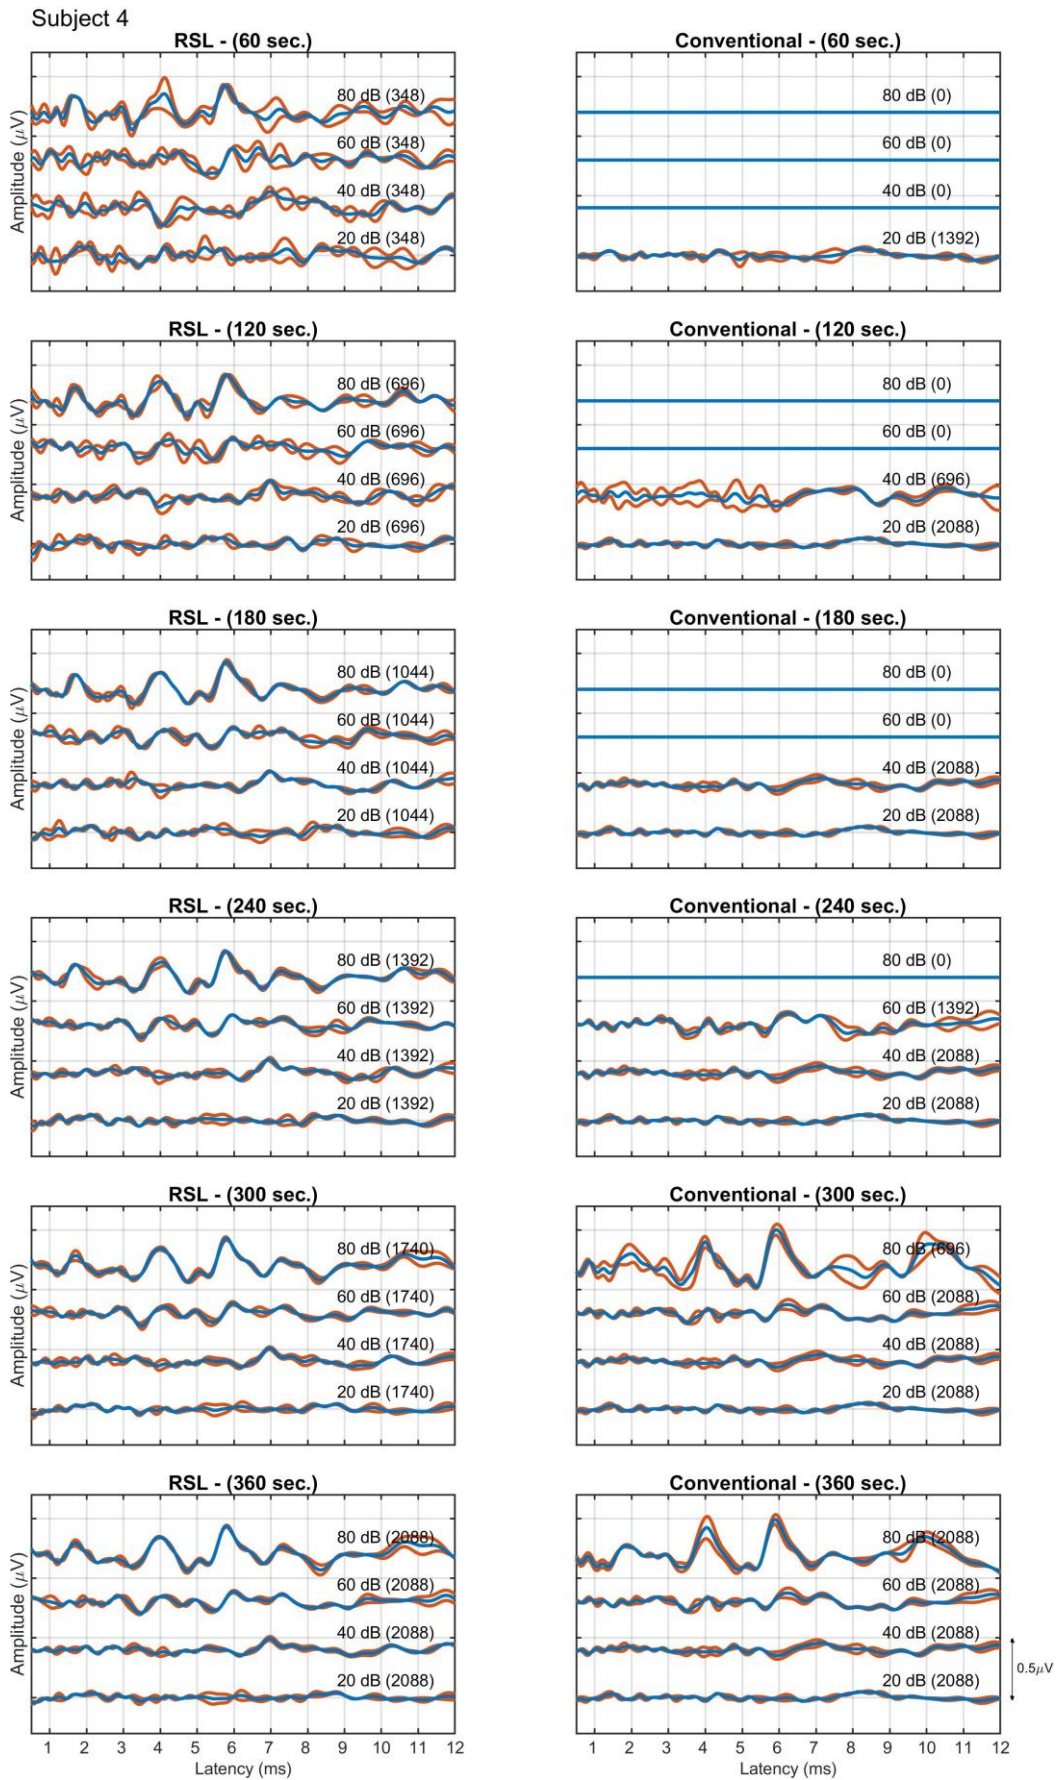 Subject 4
RSL - (60 sec.)
Amplitude (μV)
80 dB (348)
60 dB (348)
40 dB (348)
20 dB (348)
Conventional - (60 sec.)
80 dB (0)
60 dB (0)
40 dB (0)
20 dB (1392)
RSL - (120 sec.)
Amplitude (μV)
80 dB (696)
60 dB (696)
40 dB (696)
20 dB (696)
Conventional - (120 sec.)
80 dB (0)
60 dB (0)
40 dB (696)
20 dB (2088)
RSL - (180 sec.)
Amplitude (μV)
80 dB (1044)
60 dB (1044)
40 dB (1044)
20 dB (1044)
Conventional - (180 sec.)
80 dB (0)
60 dB (0)
40 dB (2088)
20 dB (2088)
RSL - (240 sec.)
Amplitude (μV)
80 dB (1392)
60 dB (1392)
40 dB (1392)
20 dB (1392)
Conventional - (240 sec.)
80 dB (0)
60 dB (1392)
40 dB (2088)
20 dB (2088)
RSL - (300 sec.)
Amplitude (μV)
80 dB (1740)
60 dB (1740)
40 dB (1740)
20 dB (1740)
Conventional - (300 sec.)
80 dB (696)
60 dB (2088)
40 dB (2088)
20 dB (2088)
RSL - (360 sec.)
Amplitude (μV)
80 dB (2088)
60 dB (2088)
40 dB (2088)
20 dB (2088)
1 2 3 4 5 6 7 8 9 10 11 12
Latency (ms)
Conventional - (360 sec.)
80 dB (2088)
60 dB (2088)
40 dB (2088)
20 dB (2088)
0.5μV
1 2 3 4 5 6 7 8 9 10 11 12
Latency (ms)